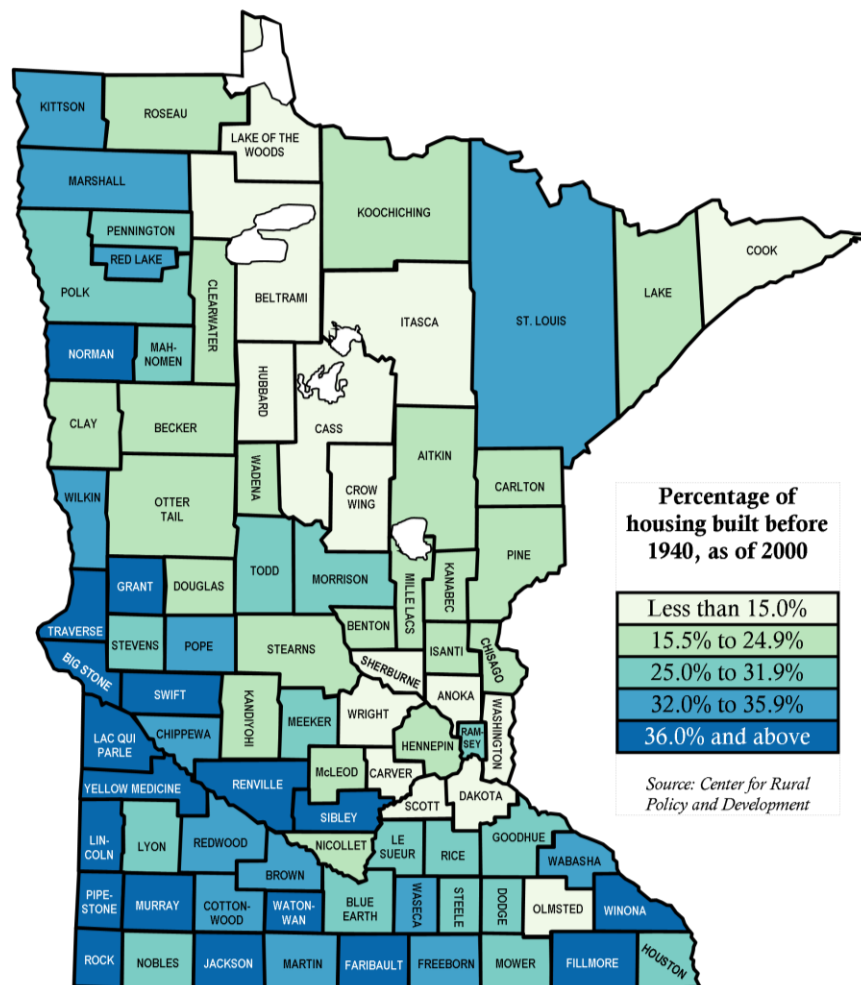 KITTSON
ROSEAU
LAKE OF THE
WOODS
MARSHALL
KOOCHICHING
PENNINGTON
RED LAKE
POLK
CLEARWATER
BELTRAMI
ITASCA
ST. LOUIS
LAKE
COOK
NORMAN
MAH-
NOMEN
HUBBARD
CASS
CLAY
BECKER
WADENA
AITKIN
CARLTON
WILKIN
OTTER
TAIL
CROW
WING
PINE
GRANT
DOUGLAS
TODD
MORRISON
MILLE LACS
KANABEC
TRAVERSE
STEVENS
POPE
STEARNS
BENTON
ISANTI
CHISAGO
BIG STONE
SWIFT
KANDIYOHI
MEEKER
SHERBURNE
WRIGHT
ANOKA
WASHINGTON
LAC QUI
PARLE
CHIPPEWA
HENNEPIN
RAM-
SEY
YELLOW MEDICINE
RENVILLE
McLEOD
CARVER
SCOTT
DAKOTA
SIBLEY
LIN-
COLN
LYON
REDWOOD
NICOLLET
LE
SUEUR
RICE
GOODHUE
WABASHA
BROWN
PIPE-
STONE
MURRAY
COTTON-
WOOD
WATON-
WAN
BLUE
EARTH
WASECA
STEELE
DODGE
OLMSTED
WINONA
ROCK
NOBLES
JACKSON
MARTIN
FARIBAULT
FREEBORN
MOWER
FILLMORE
HOUSTON
Percentage of
housing built before
1940, as of 2000
Less than 15.0%
15.5% to 24.9%
25.0% to 31.9%
32.0% to 35.9%
36.0% and above
Source: Center for Rural
Policy and Development